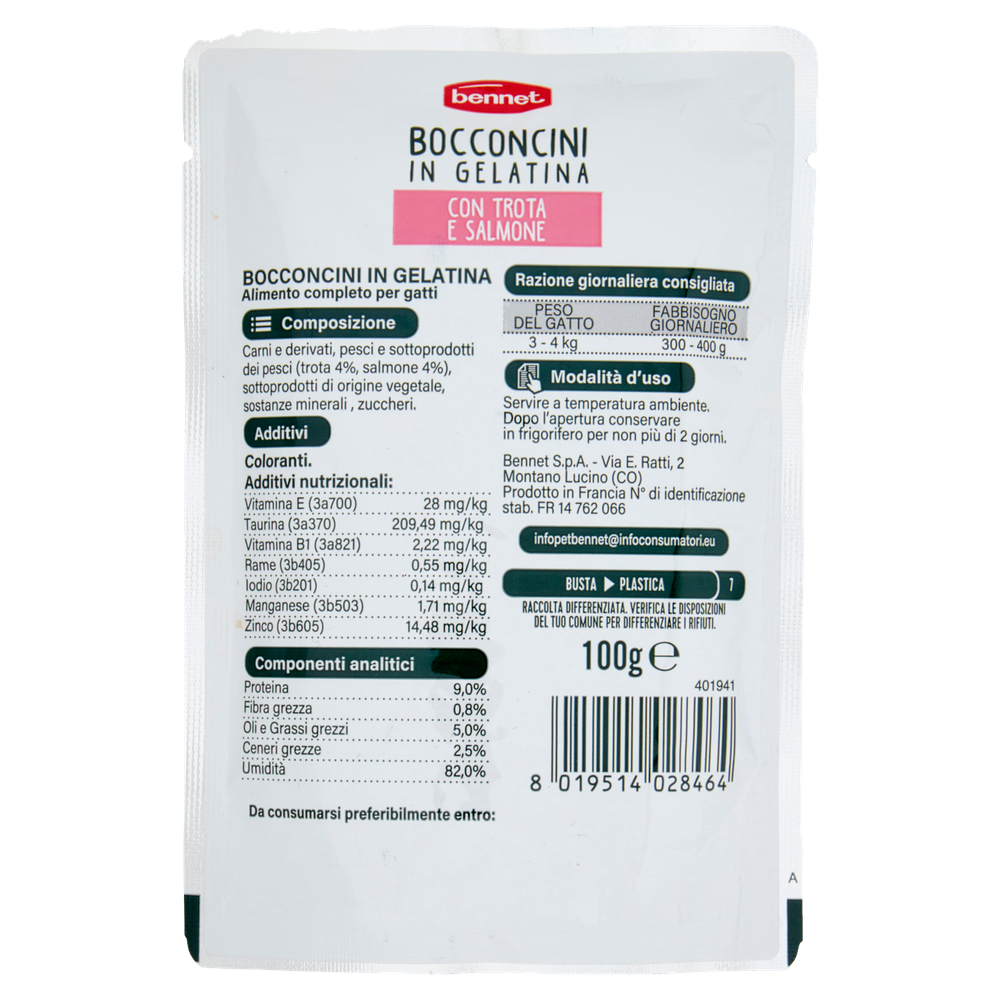 bennet
BOCCONCINI
IN GELATINA
CON TROTA
E SALMONE
BOCCONCINI IN GELATINA
Alimento completo per gatti
Composizione
Carni e derivati, pesci e sottoprodotti
dei pesci (trota 4%, salmone 4%),
sottoprodotti di origine vegetale,
sostanze minerali , zuccheri.
Additivi
Coloranti.
Additivi nutrizionali:
Vitamina E (3a700) 28 mg/kg
Taurina (3a370) 209,49 mg/kg
Vitamina B1 (3a821) 2,22 mg/kg
Rame (3b405) 0,55 mg/kg
Iodio (3b201) 0,14 mg/kg
Manganese (3b503) 1,71 mg/kg
Zinco (3b605) 14,48 mg/kg
Componenti analitici
Proteina 9,0%
Fibra grezza 0,8%
Oli e Grassi grezzi 5,0%
Ceneri grezze 2,5%
Umidità 82,0%
Da consumarsi preferibilmente entro:
Razione giornaliera consigliata
PESO
DEL GATTO
FABBISOGNO
GIORNALIERO
3 - 4 kg 300 - 400 g
Modalità d'uso
Servire a temperatura ambiente.
Dopo l'apertura conservare
in frigorifero per non più di 2 giorni.
Bennet S.p.A. - Via E. Ratti, 2
Montano Lucino (CO)
Prodotto in Francia N° di identificazione
stab. FR 14 762 066
infopetbennet@infoconsumatori.eu
BUSTA ▶ PLASTICA 7
RACCOLTA DIFFERENZIATA. VERIFICA LE DISPOSIZIONI
DEL TUO COMUNE PER DIFFERENZIARE I RIFIUTI.
100g ℮
401941
8 019514 028464
A